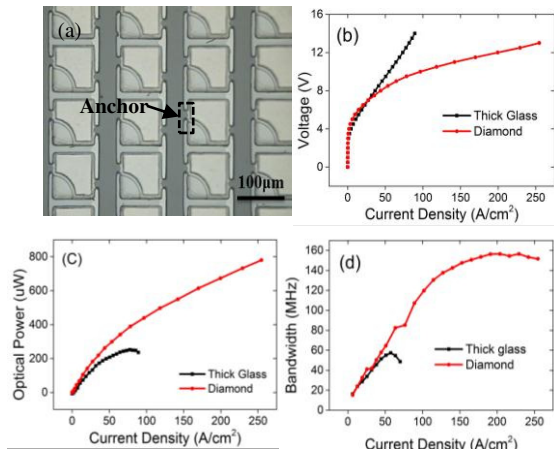 (a)
Anchor
100μm
(b)
Voltage (V)
16
12
8
4
0
Thick Glass
Diamond
0 50 100 150 200 250
Current Density (A/cm²)
(C)
Optical Power (uW)
800
600
400
200
0
Thick Glass
Diamond
0 50 100 150 200 250
Current Density (A/cm²)
(d)
Bandwidth (MHz)
160
140
120
100
80
60
40
20
0
Thick glass
Diamond
0 50 100 150 200 250
Current Density (A/cm²)